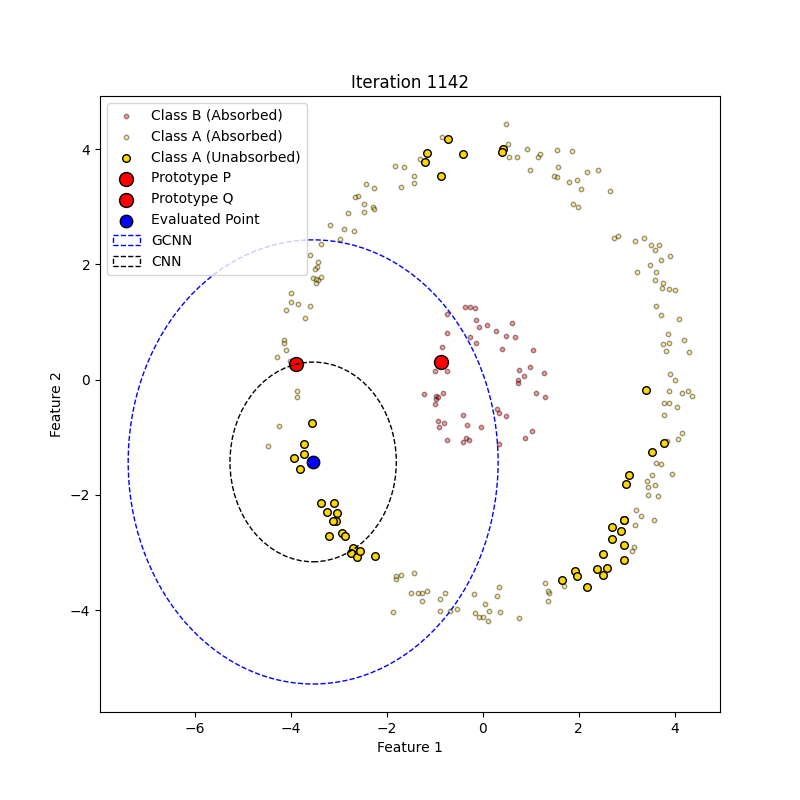 Iteration 1142
Class B (Absorbed)
Class A (Absorbed)
Class A (Unabsorbed)
Prototype P
Prototype Q
Evaluated Point
GCNN
CNN
4
2
0
−2
−4
Feature 2
−6 −4 −2 0 2 4
Feature 1